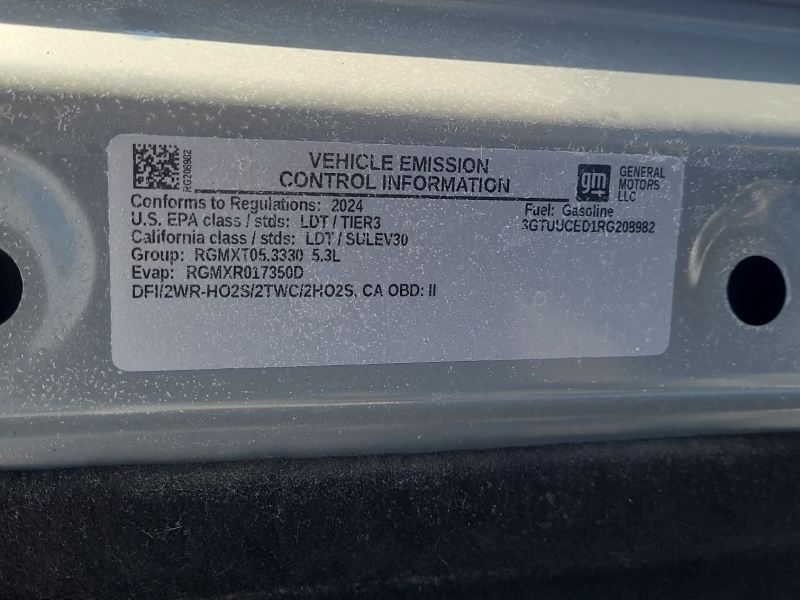 RG208982
VEHICLE EMISSION
CONTROL INFORMATION
gm
GENERAL
MOTORS
LLC
Conforms to Regulations: 2024
U.S. EPA class / stds: LDT / TIER3
California class / stds: LDT / SULEV30
Group: RGMXT05.3330 5.3L
Evap: RGMXR017350D
DFI/2WR-HO2S/2TWC/2HO2S, CA OBD: II
Fuel: Gasoline
3GTUUCED1RG208982